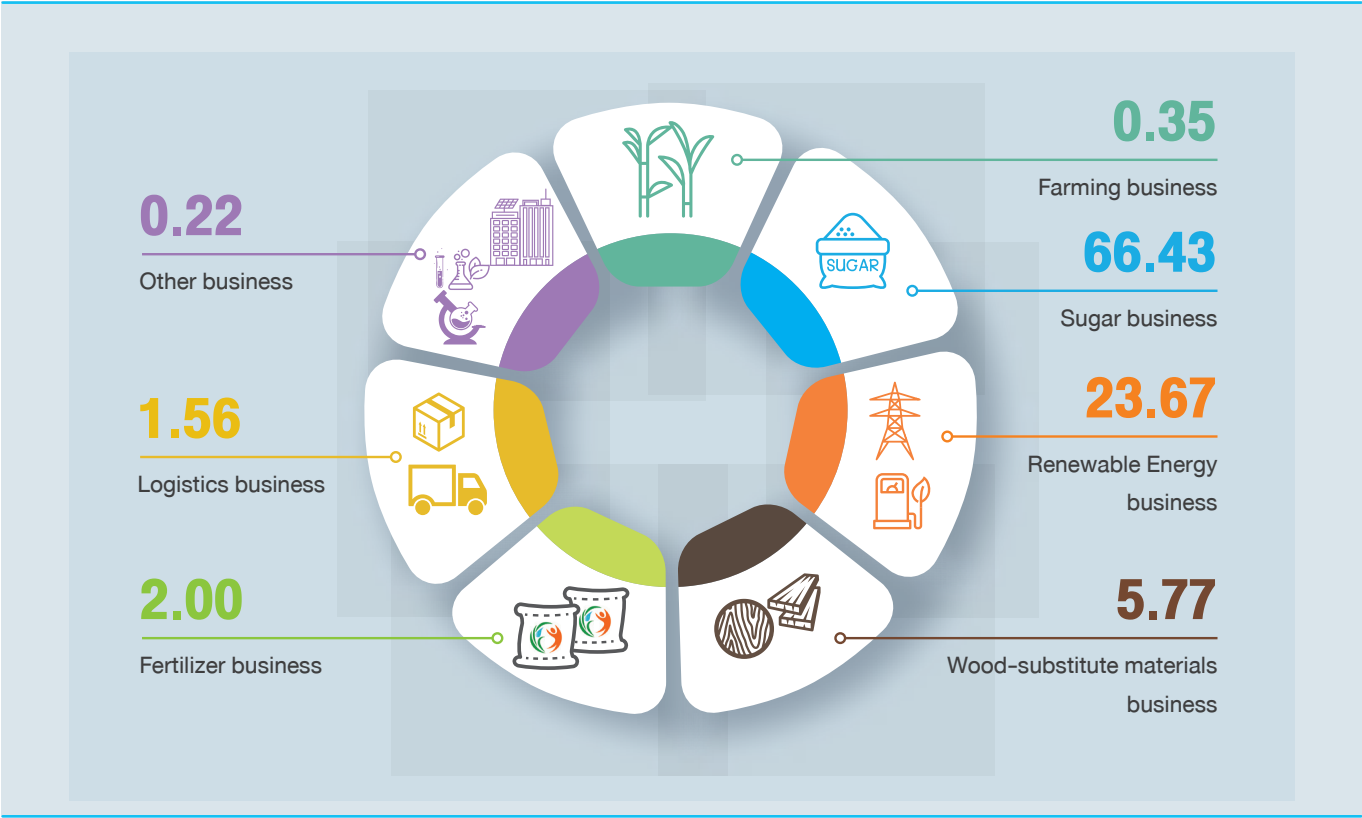 0.35
Farming business
0.22
Other business
66.43
Sugar business
SUGAR
23.67
Renewable Energy
business
1.56
Logistics business
5.77
Wood-substitute materials
business
2.00
Fertilizer business